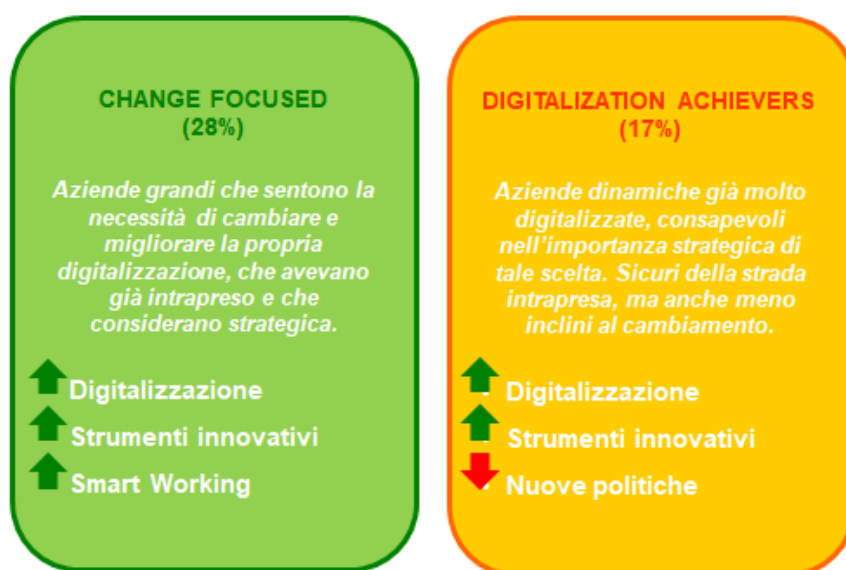 CHANGE FOCUSED
(28%)
Aziende grandi che sentono la
necessità di cambiare e
migliorare la propria
digitalizzazione, che avevano
già intrapreso e che
considerano strategica.
Digitalizzazione
Strumenti innovativi
Smart Working
DIGITALIZATION ACHIEVERS
(17%)
Aziende dinamiche già molto
digitalizzate, consapevoli
nell'importanza strategica di
tale scelta. Sicuri della strada
intrapresa, ma anche meno
inclini al cambiamento.
Digitalizzazione
Strumenti innovativi
Nuove politiche